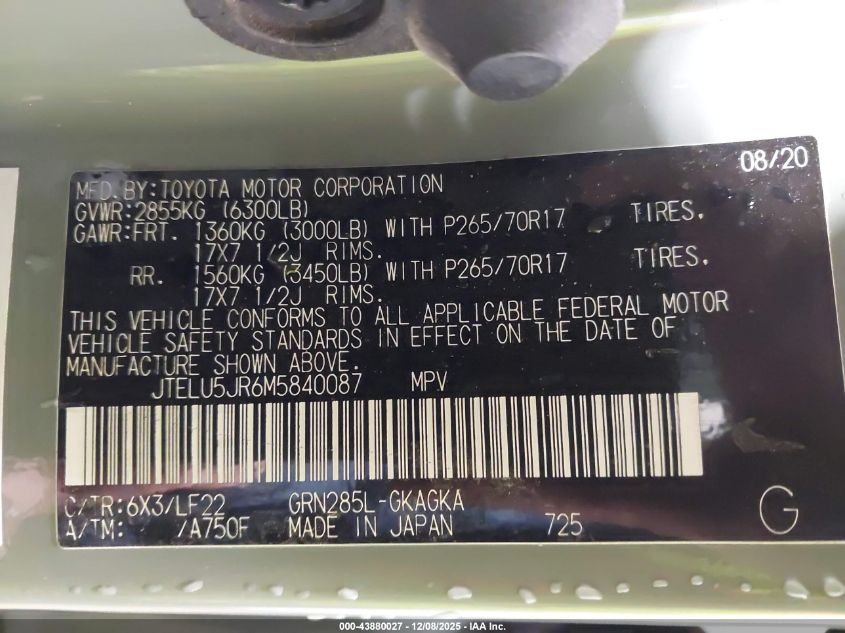 08/20
MFD.BY:TOYOTA MOTOR CORPORATION
GVWR:2855KG (6300LB)
GAWR:FRT. 1360KG (3000LB) WITH P265/70R17 TIRES.
17X7 1/2J RIMS.
RR. 1560KG (3450LB) WITH P265/70R17 TIRES.
17X7 1/2J RIMS.
THIS VEHICLE CONFORMS TO ALL APPLICABLE FEDERAL MOTOR
VEHICLE SAFETY STANDARDS IN EFFECT ON THE DATE OF
MANUFACTURE SHOWN ABOVE.
JTELU5JR6M5840087 MPV
C/TR:6X3/LF22 GRN285L-GKAGKA
A/TM: /A750F MADE IN JAPAN 725
G
000-43880027 - 12/08/2025 - IAA Inc.